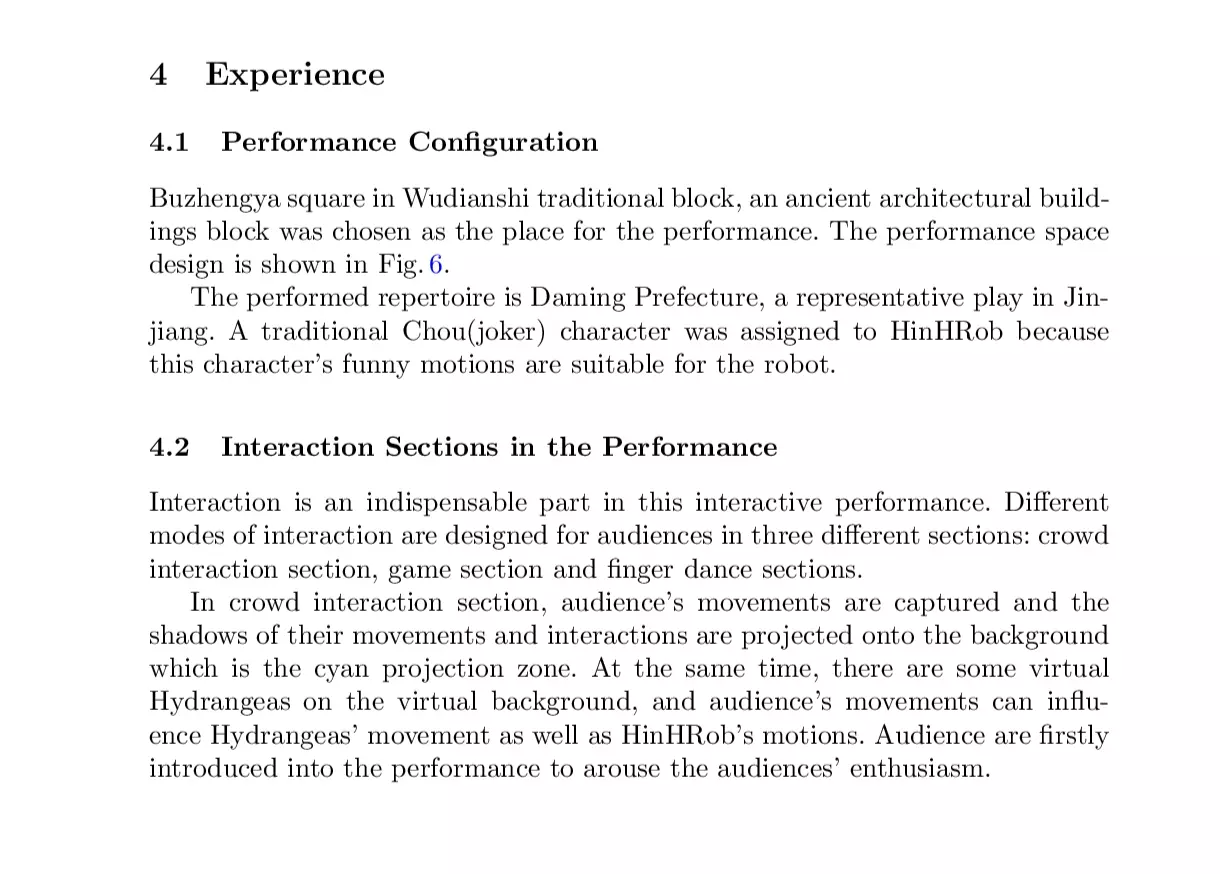 4 Experience
4.1 Performance Configuration
Buzhengya square in Wudianshi traditional block, an ancient architectural build-
ings block was chosen as the place for the performance. The performance space
design is shown in Fig. 6.
The performed repertoire is Daming Prefecture, a representative play in Jin-
jiang. A traditional Chou(joker) character was assigned to HinHRob because
this character's funny motions are suitable for the robot.
4.2 Interaction Sections in the Performance
Interaction is an indispensable part in this interactive performance. Different
modes of interaction are designed for audiences in three different sections: crowd
interaction section, game section and finger dance sections.
In crowd interaction section, audience's movements are captured and the
shadows of their movements and interactions are projected onto the background
which is the cyan projection zone. At the same time, there are some virtual
Hydrangeas on the virtual background, and audience's movements can influ-
ence Hydrangeas' movement as well as HinHRob's motions. Audience are firstly
introduced into the performance to arouse the audiences' enthusiasm.